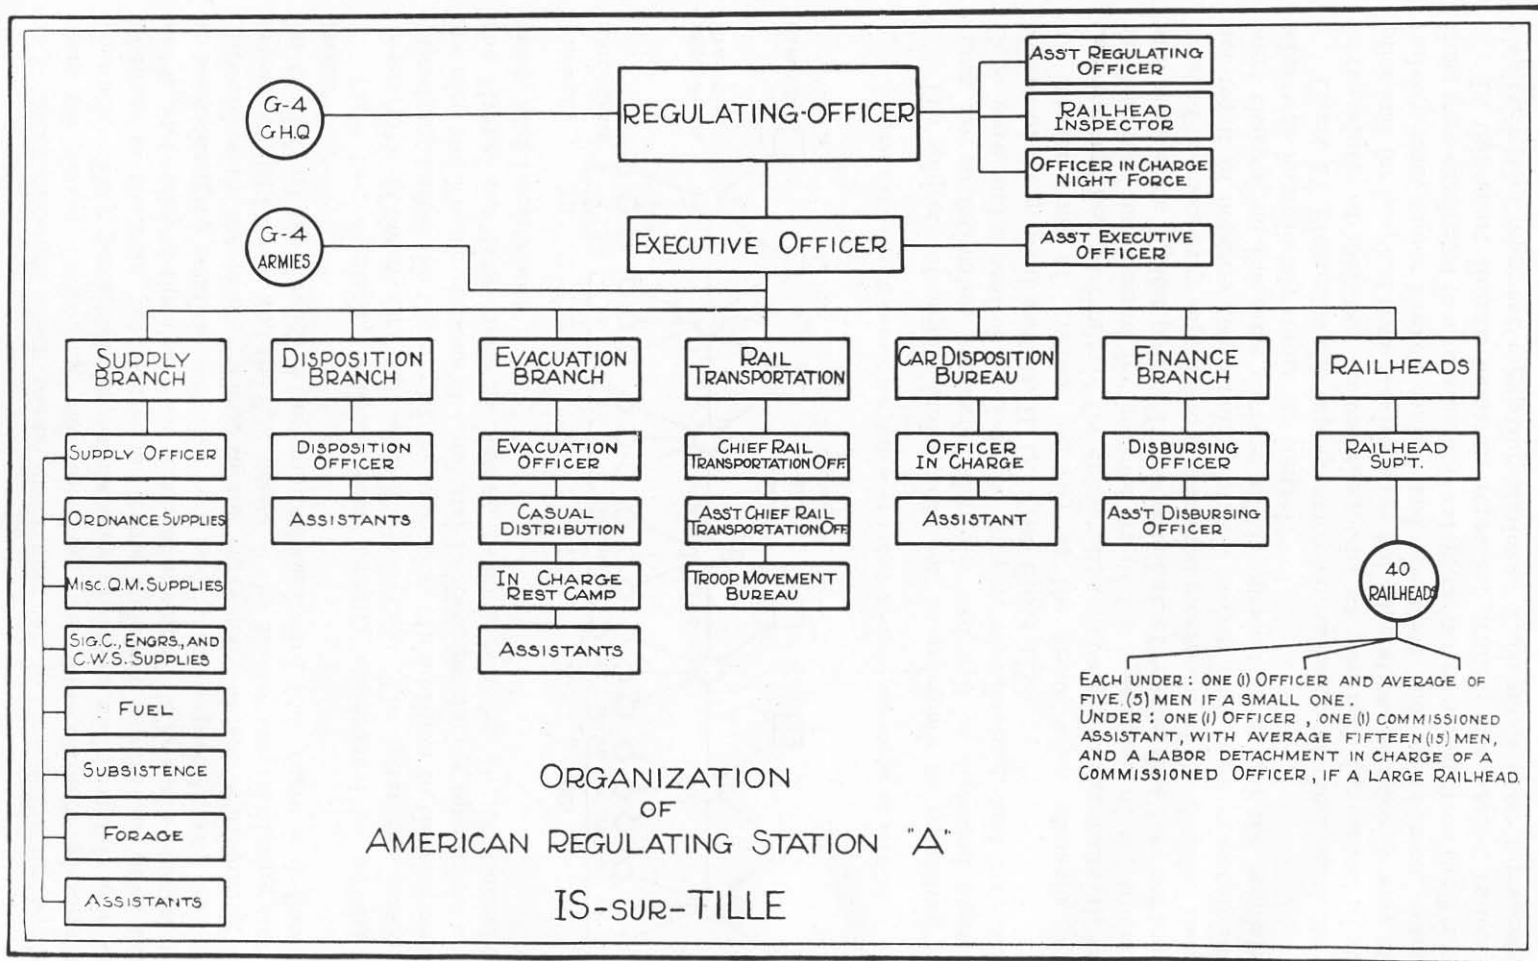 G-4
G.H.Q
REGULATING-OFFICER
ASS'T REGULATING
OFFICER
RAILHEAD
INSPECTOR
OFFICER IN CHARGE
NIGHT FORCE
G-4
ARMIES
EXECUTIVE OFFICER
ASS'T EXECUTIVE
OFFICER
SUPPLY
BRANCH
SUPPLY OFFICER
ORDNANCE SUPPLIES
MISC. Q.M. SUPPLIES
SIG.C., ENGRS., AND
C.W.S. SUPPLIES
FUEL
SUBSISTENCE
FORAGE
ASSISTANTS
DISPOSITION
BRANCH
DISPOSITION
OFFICER
ASSISTANTS
EVACUATION
BRANCH
EVACUATION
OFFICER
CASUAL
DISTRIBUTION
IN CHARGE
REST CAMP
ASSISTANTS
RAIL
TRANSPORTATION
CHIEF RAIL
TRANSPORTATION OFF.
ASS'T CHIEF RAIL
TRANSPORTATION OFF.
TROOP MOVEMENT
BUREAU
CAR DISPOSITION
BUREAU
OFFICER
IN CHARGE
ASSISTANT
FINANCE
BRANCH
DISBURSING
OFFICER
ASS'T DISBURSING
OFFICER
RAILHEADS
RAILHEAD
SUP'T.
40
RAILHEADS
EACH UNDER: ONE (1) OFFICER AND AVERAGE OF
FIVE. (5) MEN IF A SMALL ONE.
UNDER: ONE (1) OFFICER, ONE (1) COMMISSIONED
ASSISTANT, WITH AVERAGE FIFTEEN (15) MEN,
AND A LABOR DETACHMENT IN CHARGE OF A
COMMISSIONED OFFICER, IF A LARGE RAILHEAD.
ORGANIZATION
OF
AMERICAN REGULATING STATION "A"
IS-SUR-TILLE